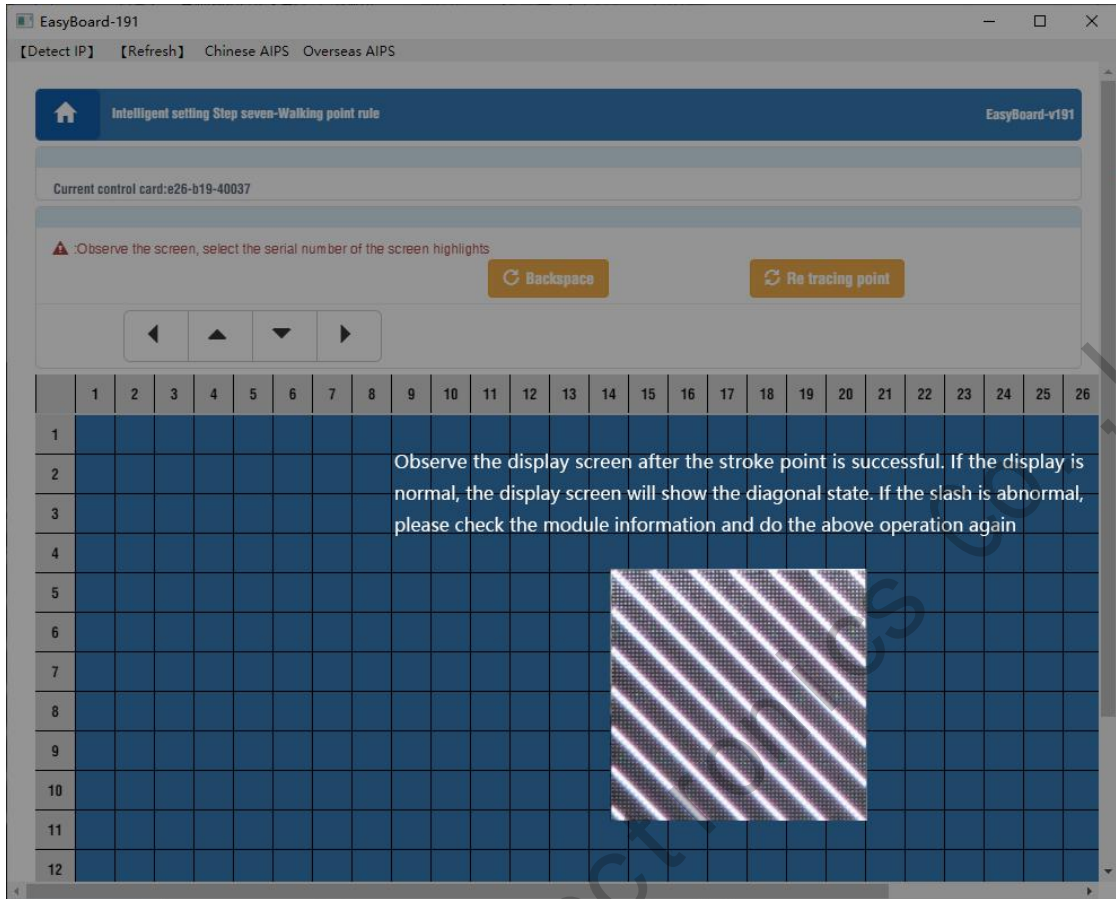 EasyBoard-191
【Detect IP】 【Refresh】 Chinese AIPS Overseas AIPS
Intelligent setting Step seven-Walking point rule EasyBoard-v191
Current control card:e26-b19-40037
:Observe the screen, select the serial number of the screen highlights
Backspace Re tracing point
1 2 3 4 5 6 7 8 9 10 11 12 13 14 15 16 17 18 19 20 21 22 23 24 25 26
1
Observe the display screen after the stroke point is successful. If the display is
2
normal, the display screen will show the diagonal state. If the slash is abnormal,
3
please check the module information and do the above operation again
4
5
6
7
8
9
10
11
12
ctronics Co.,